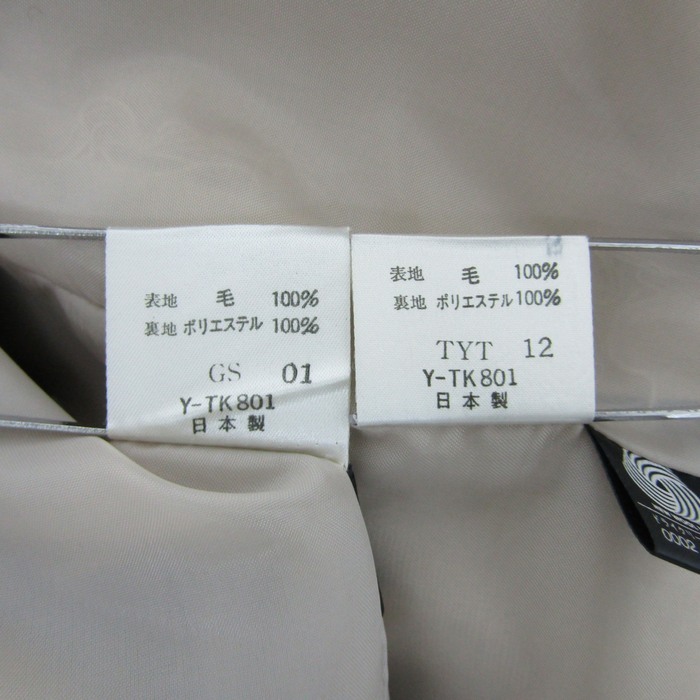 表地 毛 100%
裏地 ポリエステル 100%
GS 01
Y-TK801
日本製
表地 毛 100%
裏地 ポリエステル 100%
TYT 12
Y-TK801
日本製
0002